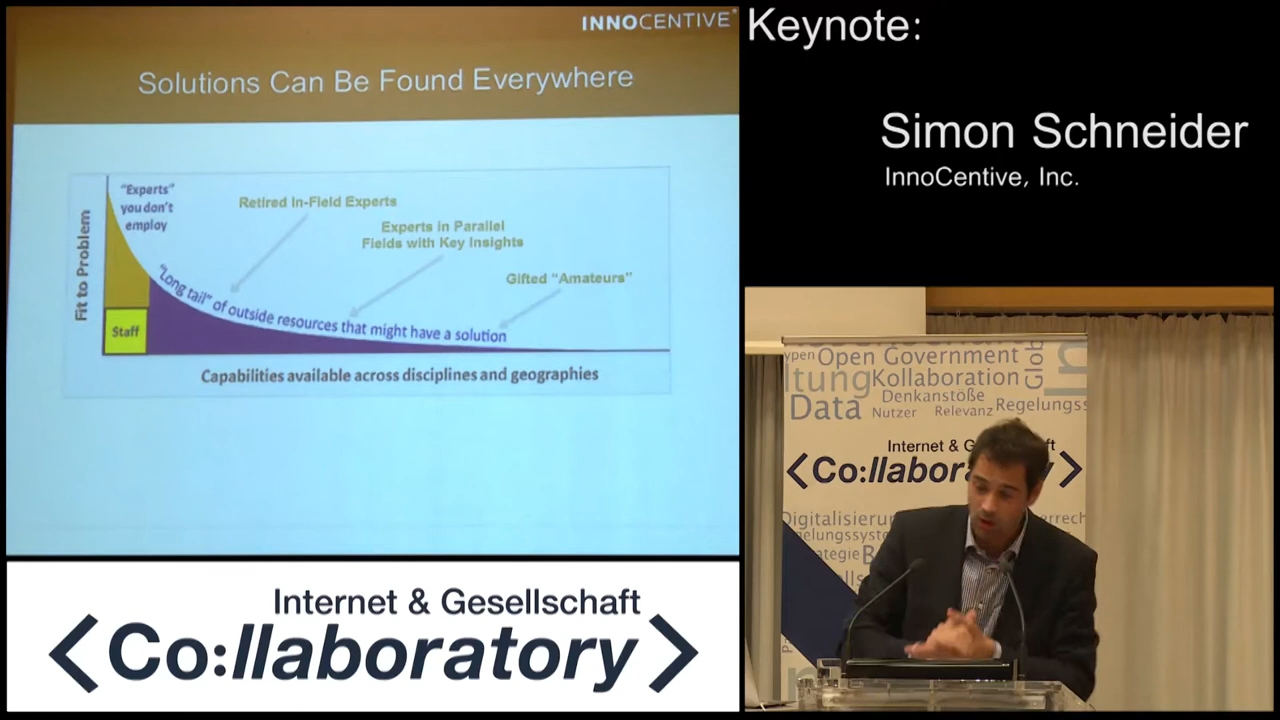 INNOCENTIVE
Solutions Can Be Found Everywhere
"Experts"
you don't
employ
Retired In-Field Experts
Experts in Parallel
Fields with Key Insights
Gifted "Amateurs"
Fit to Problem
"Long tail" of outside resources that might have a solution
Staff
Capabilities available across disciplines and geographies
Internet & Gesellschaft
<Co:llaboratory>
Keynote:
Simon Schneider
InnoCentive, Inc.
Open Government
Kollaboration
Denkanstöße
Data
Nutzer
Relevanz
Internet &
<Co:llabor